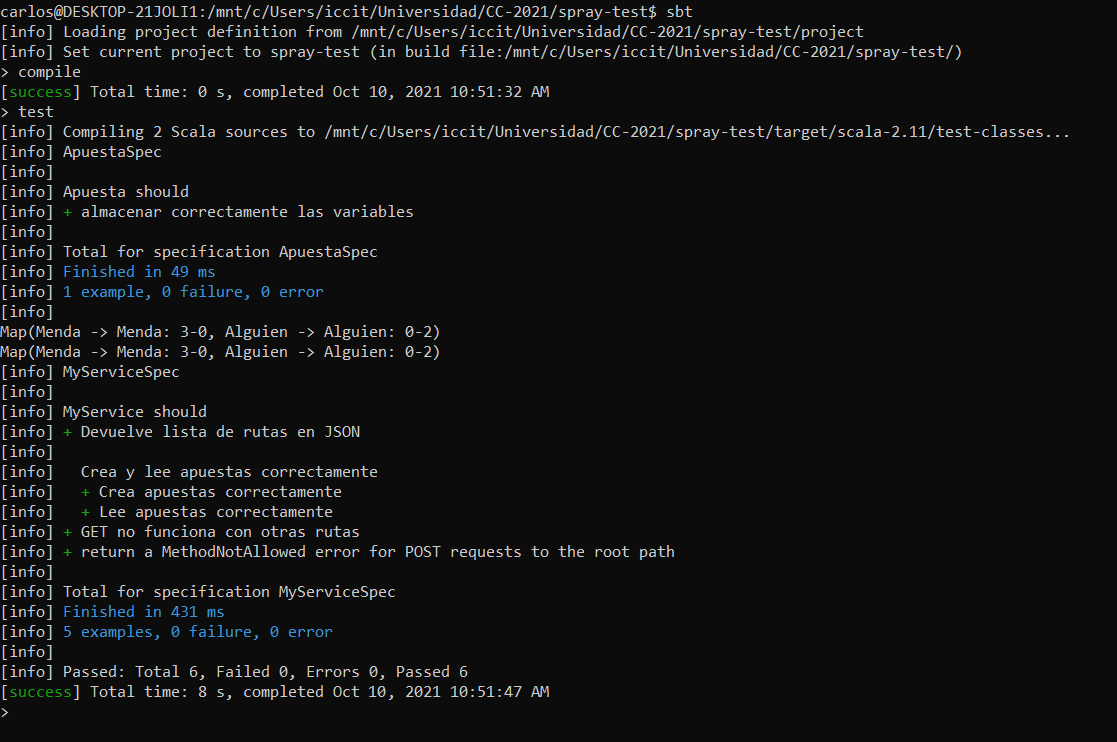 carlos@DESKTOP-21JOLI1:/mnt/c/Users/iccit/Universidad/CC-2021/spray-test$ sbt
[info] Loading project definition from /mnt/c/Users/iccit/Universidad/CC-2021/spray-test/project
[info] Set current project to spray-test (in build file:/mnt/c/Users/iccit/Universidad/CC-2021/spray-test/)
> compile
[success] Total time: 0 s, completed Oct 10, 2021 10:51:32 AM
> test
[info] Compiling 2 Scala sources to /mnt/c/Users/iccit/Universidad/CC-2021/spray-test/target/scala-2.11/test-classes...
[info] ApuestaSpec
[info]
[info] Apuesta should
[info] + almacenar correctamente las variables
[info]
[info] Total for specification ApuestaSpec
[info] Finished in 49 ms
[info] 1 example, 0 failure, 0 error
[info]
Map(Menda -> Menda: 3-0, Alguien -> Alguien: 0-2)
Map(Menda -> Menda: 3-0, Alguien -> Alguien: 0-2)
[info] MyServiceSpec
[info]
[info] MyService should
[info] + Devuelve lista de rutas en JSON
[info]
[info]   Crea y lee apuestas correctamente
[info]   + Crea apuestas correctamente
[info]   + Lee apuestas correctamente
[info] + GET no funciona con otras rutas
[info] + return a MethodNotAllowed error for POST requests to the root path
[info]
[info] Total for specification MyServiceSpec
[info] Finished in 431 ms
[info] 5 examples, 0 failure, 0 error
[info]
[info] Passed: Total 6, Failed 0, Errors 0, Passed 6
[success] Total time: 8 s, completed Oct 10, 2021 10:51:47 AM
>